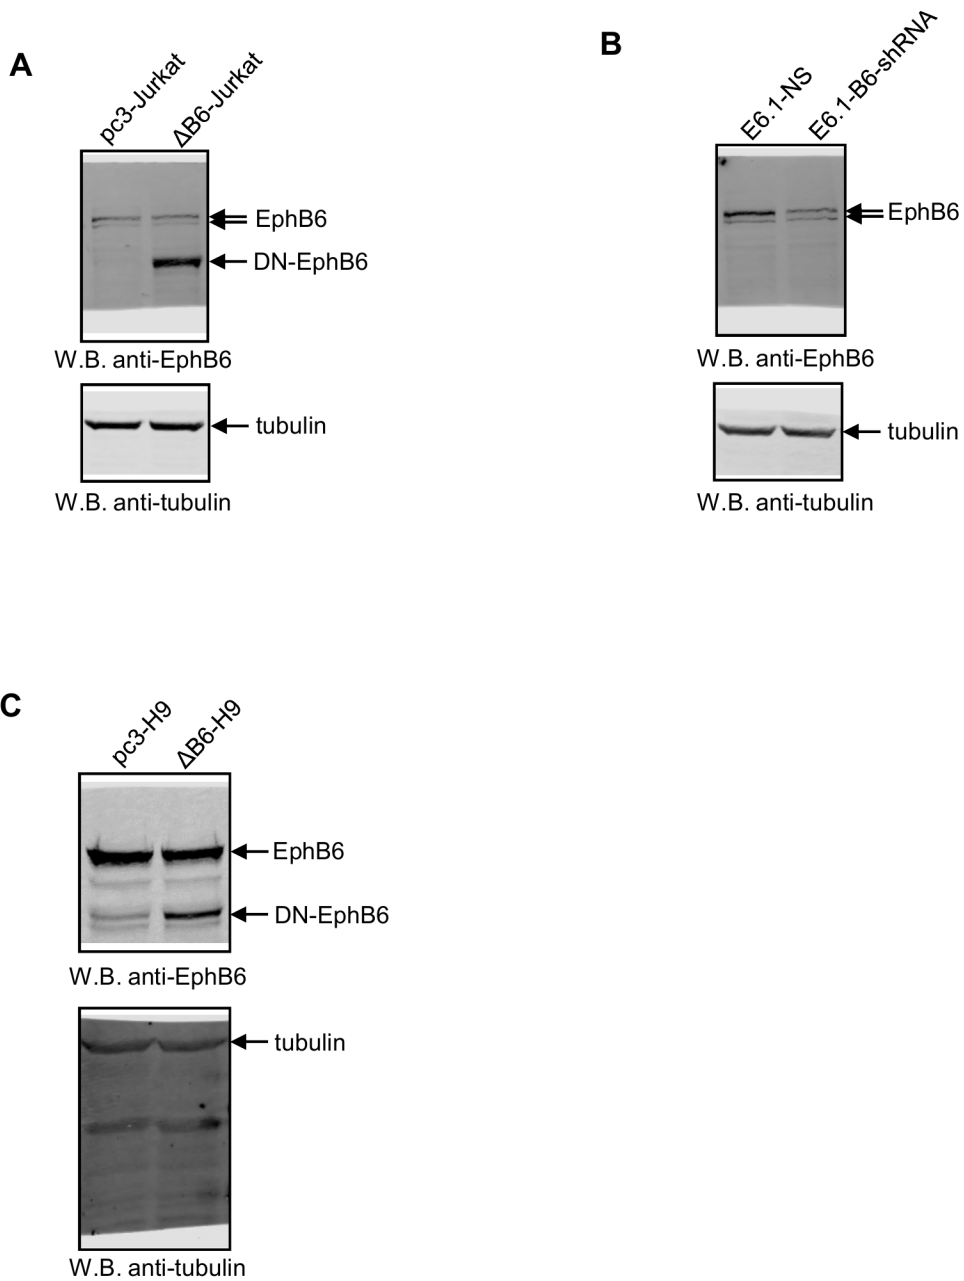 A
pc3-Jurkat
ΔB6-Jurkat
EphB6
DN-EphB6
W.B. anti-EphB6
tubulin
W.B. anti-tubulin
B
E6.1-NS
E6.1-B6-shRNA
EphB6
W.B. anti-EphB6
tubulin
W.B. anti-tubulin
C
pc3-H9
ΔB6-H9
EphB6
DN-EphB6
W.B. anti-EphB6
tubulin
W.B. anti-tubulin